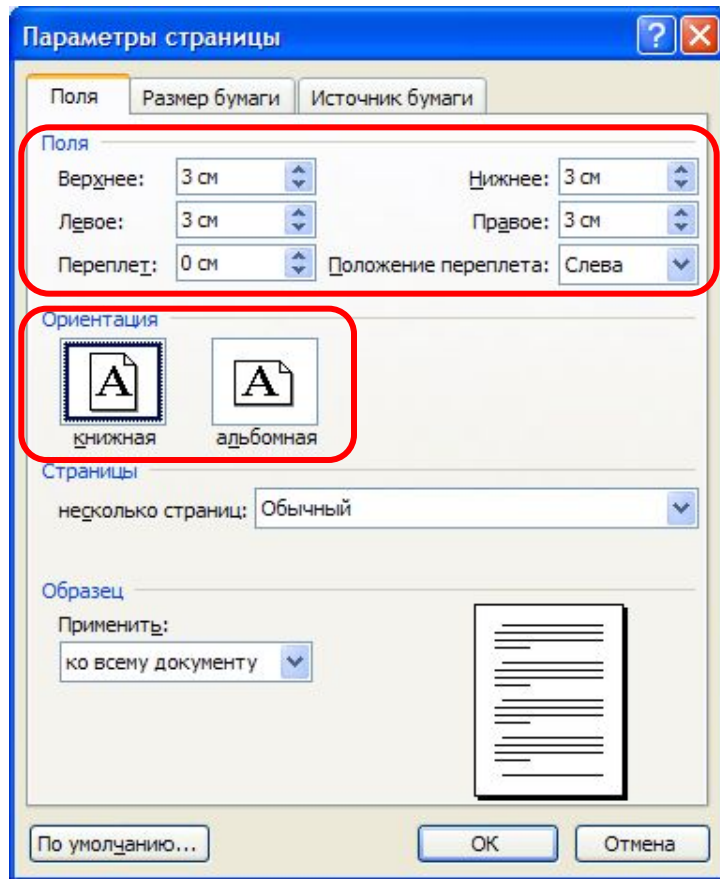 Параметры страницы
Поля Размер бумаги Источник бумаги
Поля
Верхнее: 3 см Нижнее: 3 см
Левое: 3 см Правое: 3 см
Переплет: 0 см Положение переплета: Слева
Ориентация
A A
книжная альбомная
Страницы
несколько страниц: Обычный
Образец
Применить:
ко всему документу
По умолчанию... ОК Отмена